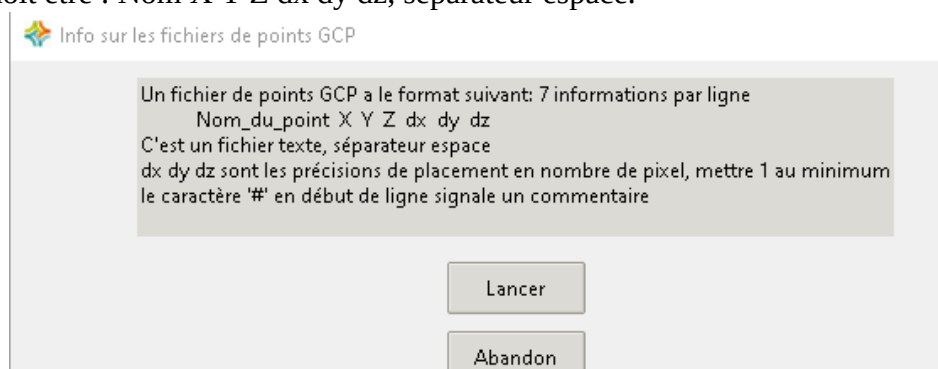 doit être : Nom X Y Z dx dy dz, séparateur espace.
Info sur les fichiers de points GCP
Un fichier de points GCP a le format suivant: 7 informations par ligne
Nom_du_point X Y Z dx dy dz
C'est un fichier texte, séparateur espace
dx dy dz sont les précisions de placement en nombre de pixel, mettre 1 au minimum
le caractère '#' en début de ligne signale un commentaire
Lancer
Abandon